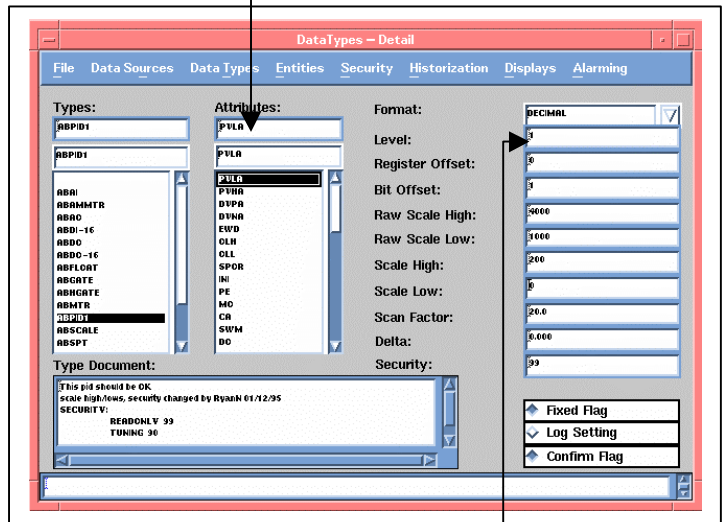 DataTypes – Detail
File Data Sources Data Types Entities Security Historization Displays Alarming
Types:
ABPID1
ABPID1
ABAI
ABAMMTR
ABAO
ABDI-16
ABDO
ABDO-16
ABFLOAT
ABGATE
ABHGATE
ABMTR
ABPID1
ABSCALE
ABSPT
Attributes:
PVLA
PVLA
PVLA
PVHA
DVPA
DVNA
EWD
OLH
OLL
SPOR
INI
PE
MO
CA
SWM
DO
Format: DECIMAL
Level: 1
Register Offset: 0
Bit Offset: 1
Raw Scale High: 4000
Raw Scale Low: 1000
Scale High: 200
Scale Low: 0
Scan Factor: 20.0
Delta: 0.000
Security: 99
Type Document:
This pid should be OK
scale high/lows, security changed by RyanN 01/12/95
SECURITY:
READONLY 99
TUNING 90
Fixed Flag
Log Setting
Confirm Flag